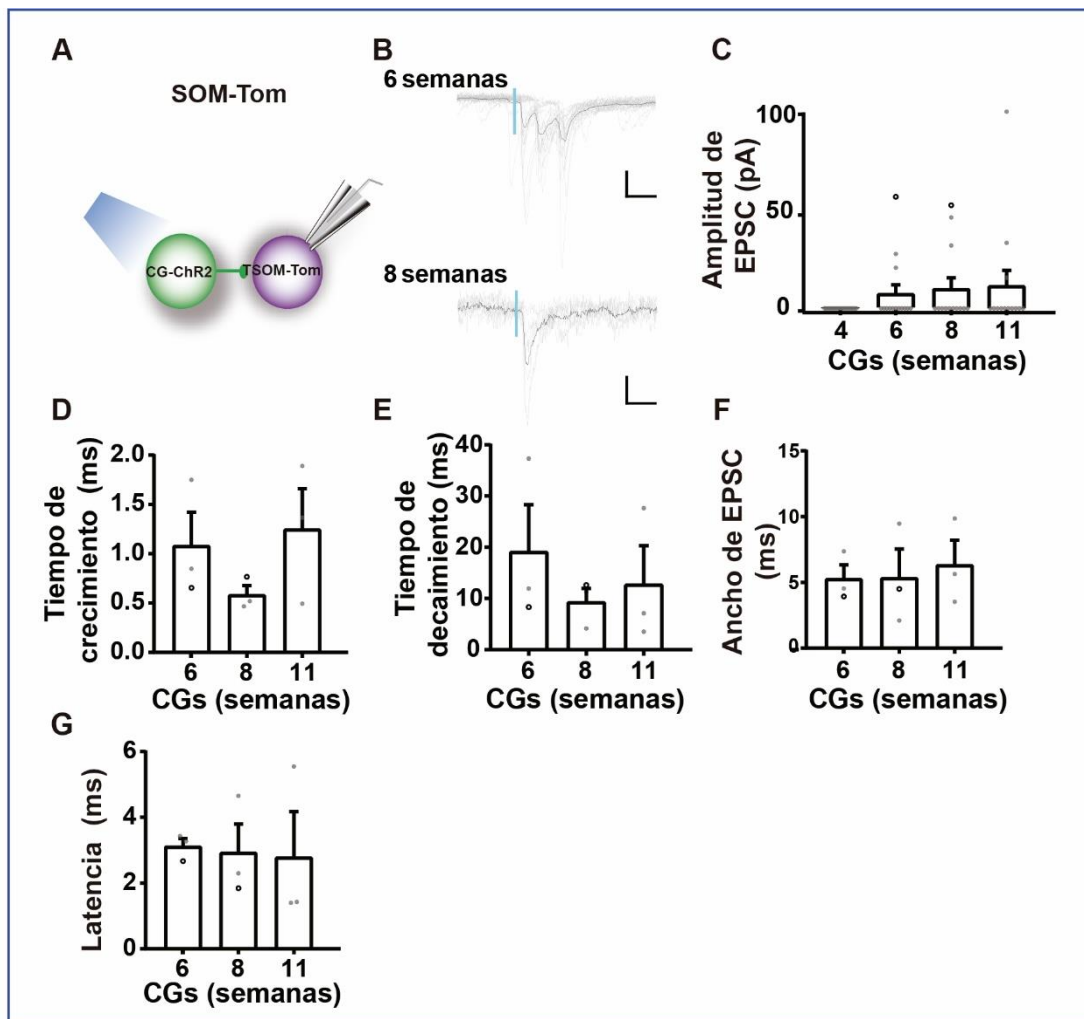 A
SOM-Tom
CG-ChR2
TSOM-Tom
B
6 semanas
8 semanas
C
Amplitud de
EPSC (pA)
100
50
0
4 6 8 11
CGs (semanas)
D
Tiempo de
crecimiento (ms)
2.0
1.5
1.0
0.5
0.0
6 8 11
CGs (semanas)
E
Tiempo de
decaimiento (ms)
40
30
20
10
0
6 8 11
CGs (semanas)
F
Ancho de EPSC
(ms)
15
10
5
0
6 8 11
CGs (semanas)
G
Latencia (ms)
6
4
2
0
6 8 11
CGs (semanas)